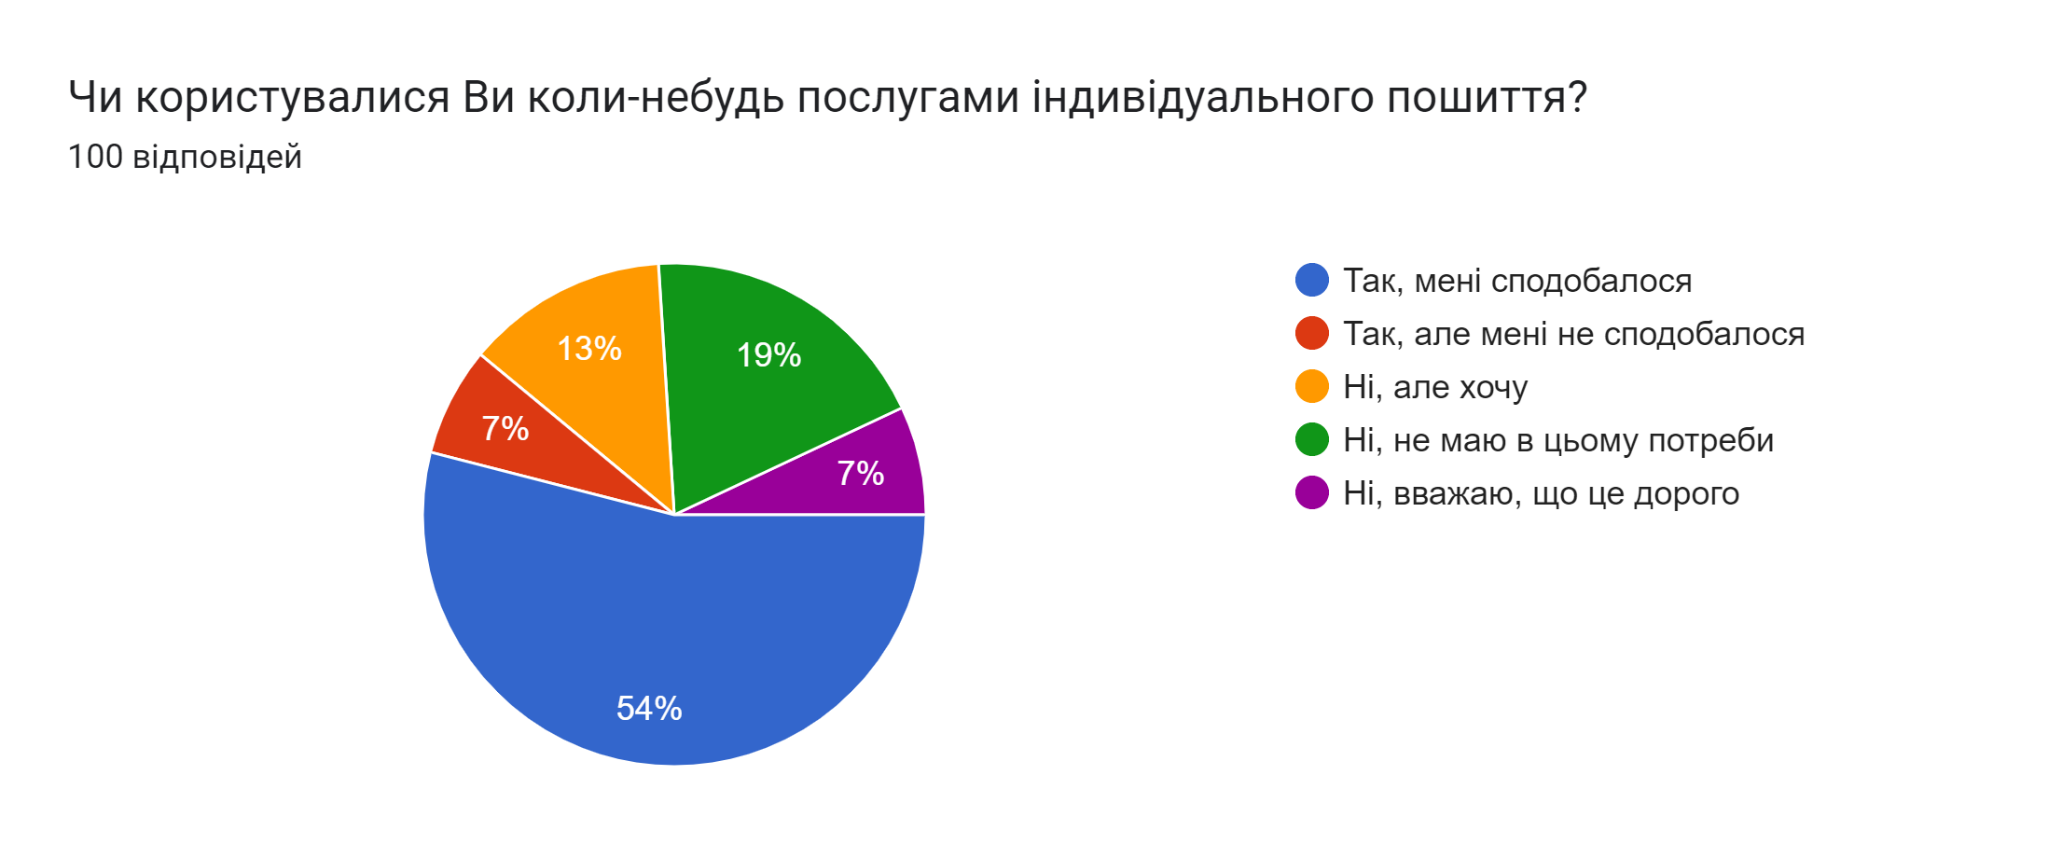 Чи користувалися Ви коли-небудь послугами індивідуального пошиття?
100 відповідей
13%
19%
7%
7%
54%
Так, мені сподобалося
Так, але мені не сподобалося
Ні, але хочу
Ні, не маю в цьому потреби
Ні, вважаю, що це дорого